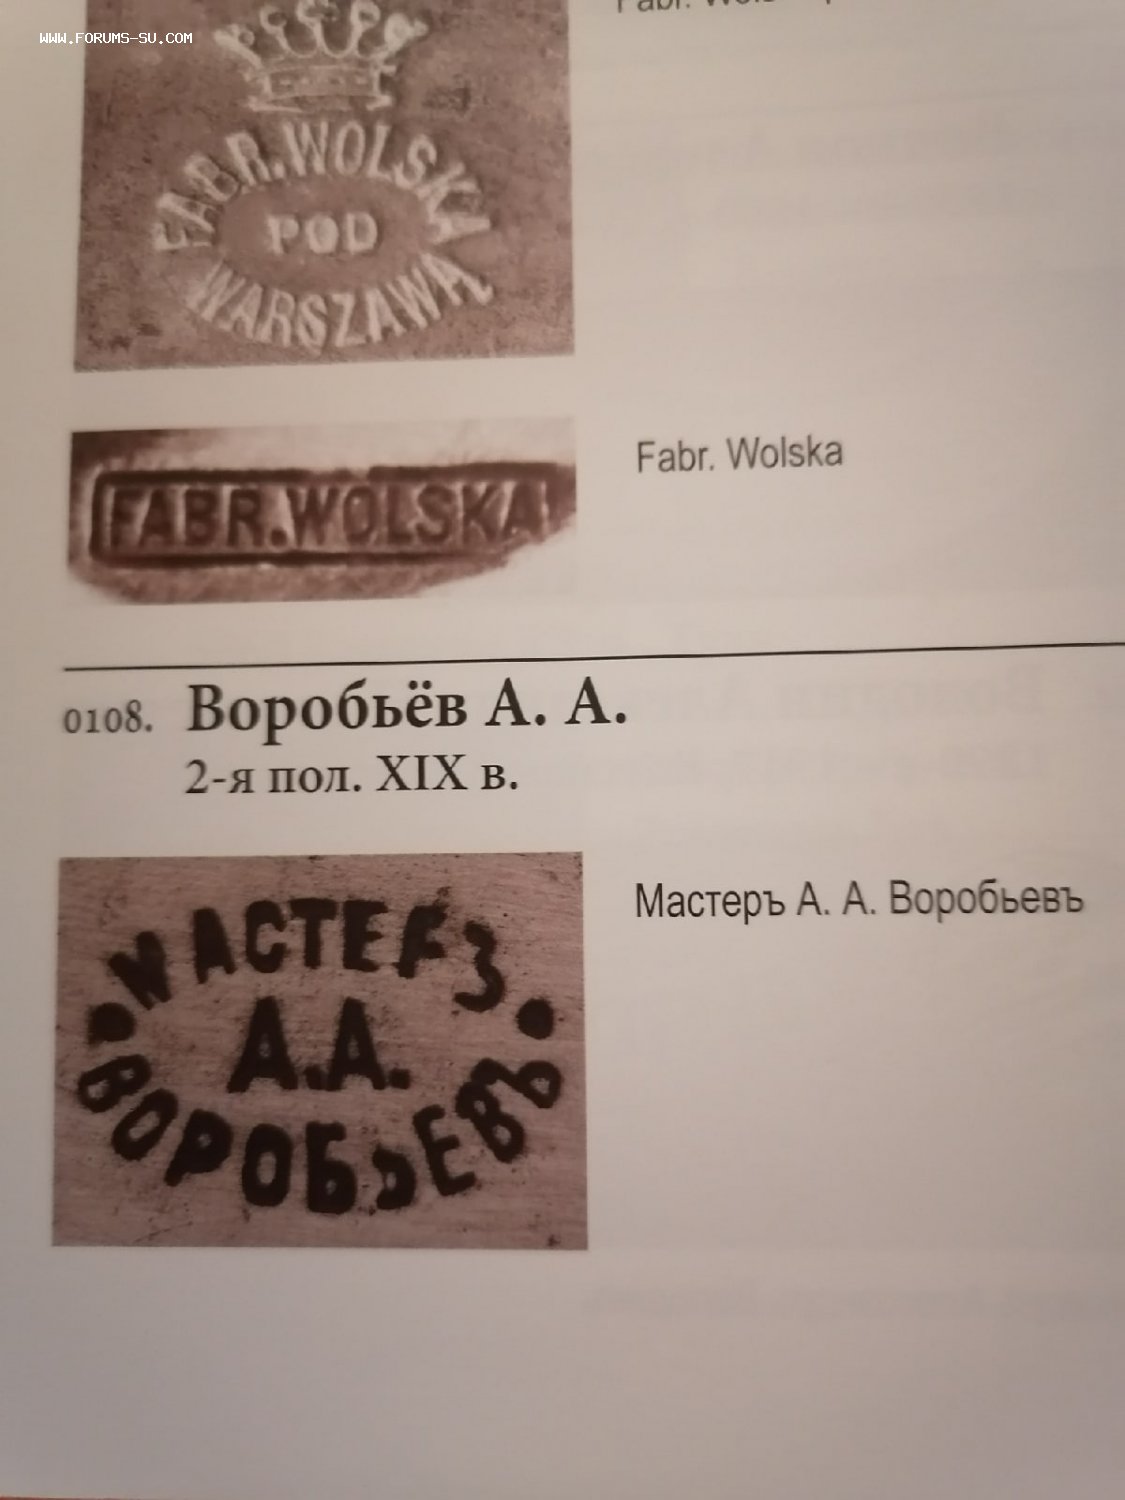 WWW.FORUMS-SU.COM
FABR. WOLSKA
POD
WARSZAWĄ
FABR. WOLSKA
Fabr. Wolska
0108. Воробьёв А. А.
2-я пол. XIX в.
МАСТЕРЪ
А.А.
ВОРОБЬЕВЪ
Мастеръ А. А. Воробьевъ